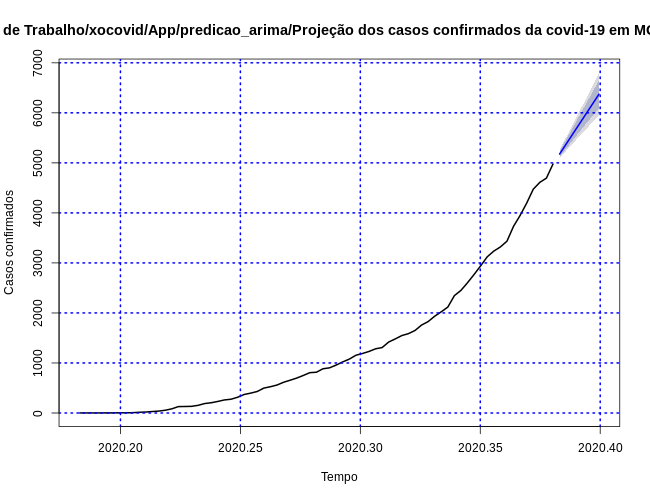 de Trabalho/xocovid/App/predicao_arima/Projeção dos casos confirmados da covid-19 em
Casos confirmados
7000
6000
5000
4000
3000
2000
1000
0
2020.20 2020.25 2020.30 2020.35 2020.40
Tempo